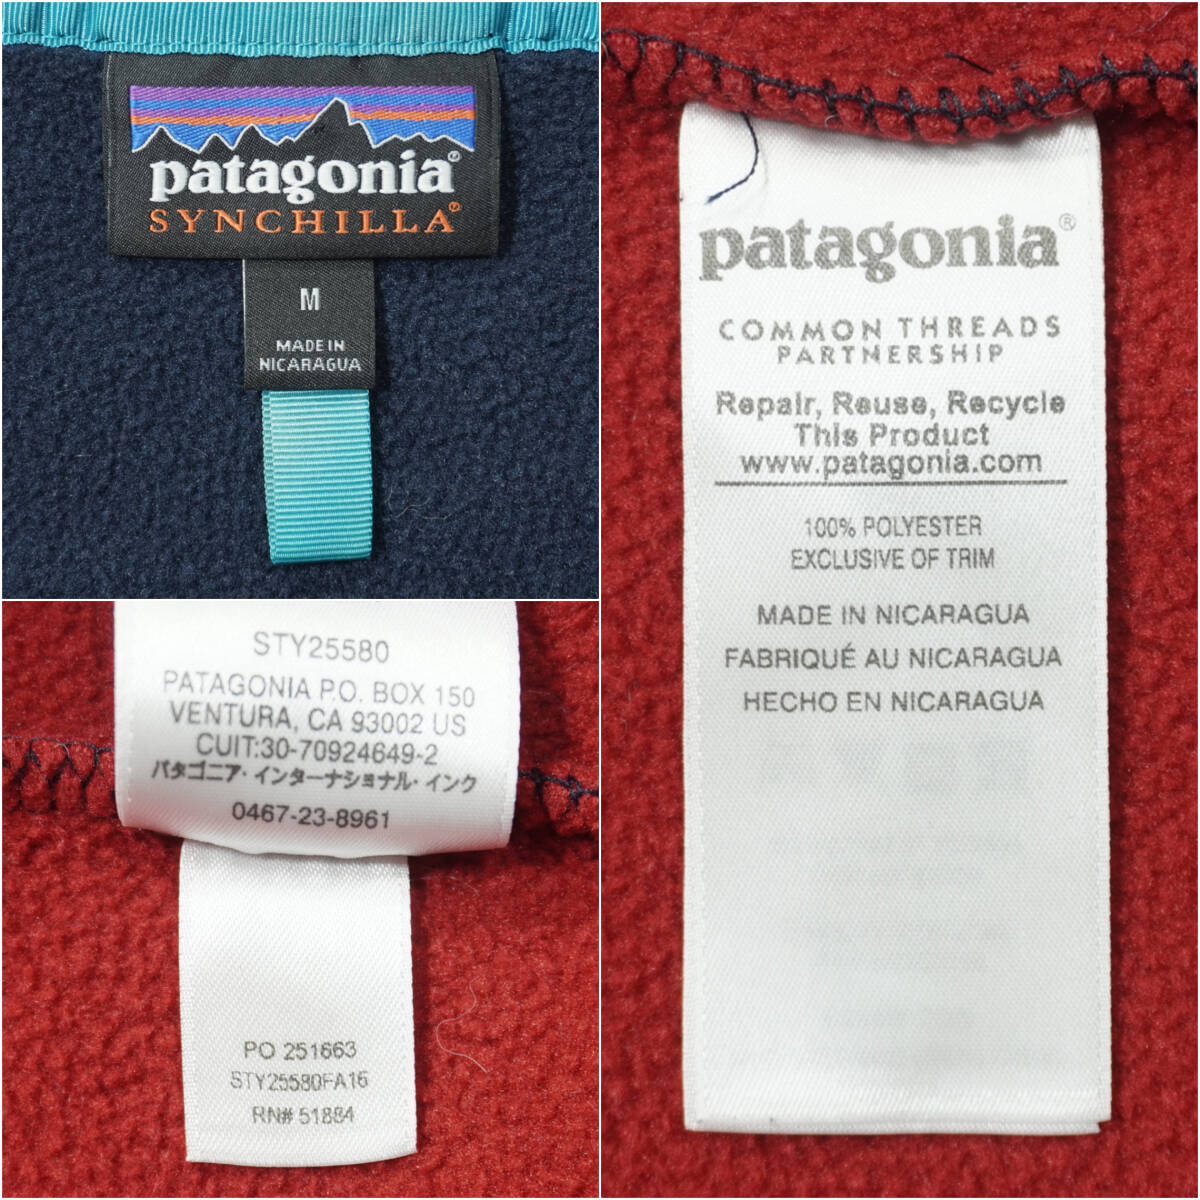 patagonia®
SYNCHILLA®
M
MADE IN
NICARAGUA
patagonia®
COMMON THREADS
PARTNERSHIP
Repair, Reuse, Recycle
This Product
www.patagonia.com
100% POLYESTER
EXCLUSIVE OF TRIM
MADE IN NICARAGUA
FABRIQUÉ AU NICARAGUA
HECHO EN NICARAGUA
STY25580
PATAGONIA P.O. BOX 150
VENTURA, CA 93002 US
CUIT:30-70924649-2
パタゴニア・インターナショナル・インク
0467-23-8961
PO 251663
STY25580FA16
RN# 51884